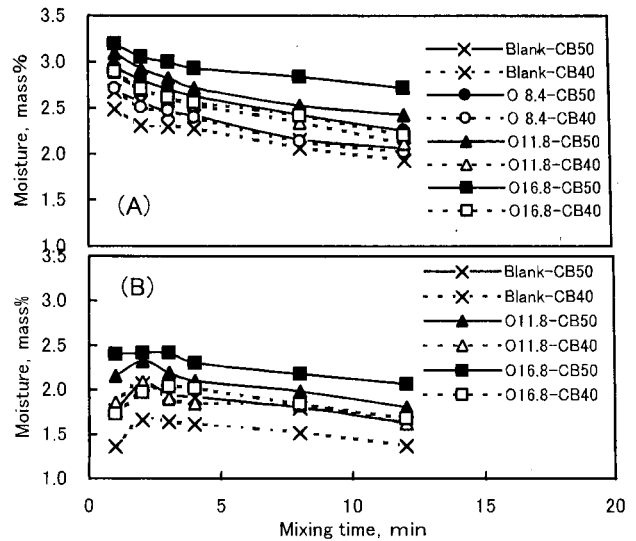 3.5
3.0
2.5
2.0
1.5
1.0
Moisture, mass%
(A)
Blank-CB50
Blank-CB40
O 8.4-CB50
O 8.4-CB40
O11.8-CB50
O11.8-CB40
O16.8-CB50
O16.8-CB40
3.5
3.0
2.5
2.0
1.5
1.0
Moisture, mass%
(B)
Blank-CB50
Blank-CB40
O11.8-CB50
O11.8-CB40
O16.8-CB50
O16.8-CB40
0 5 10 15 20
Mixing time, min